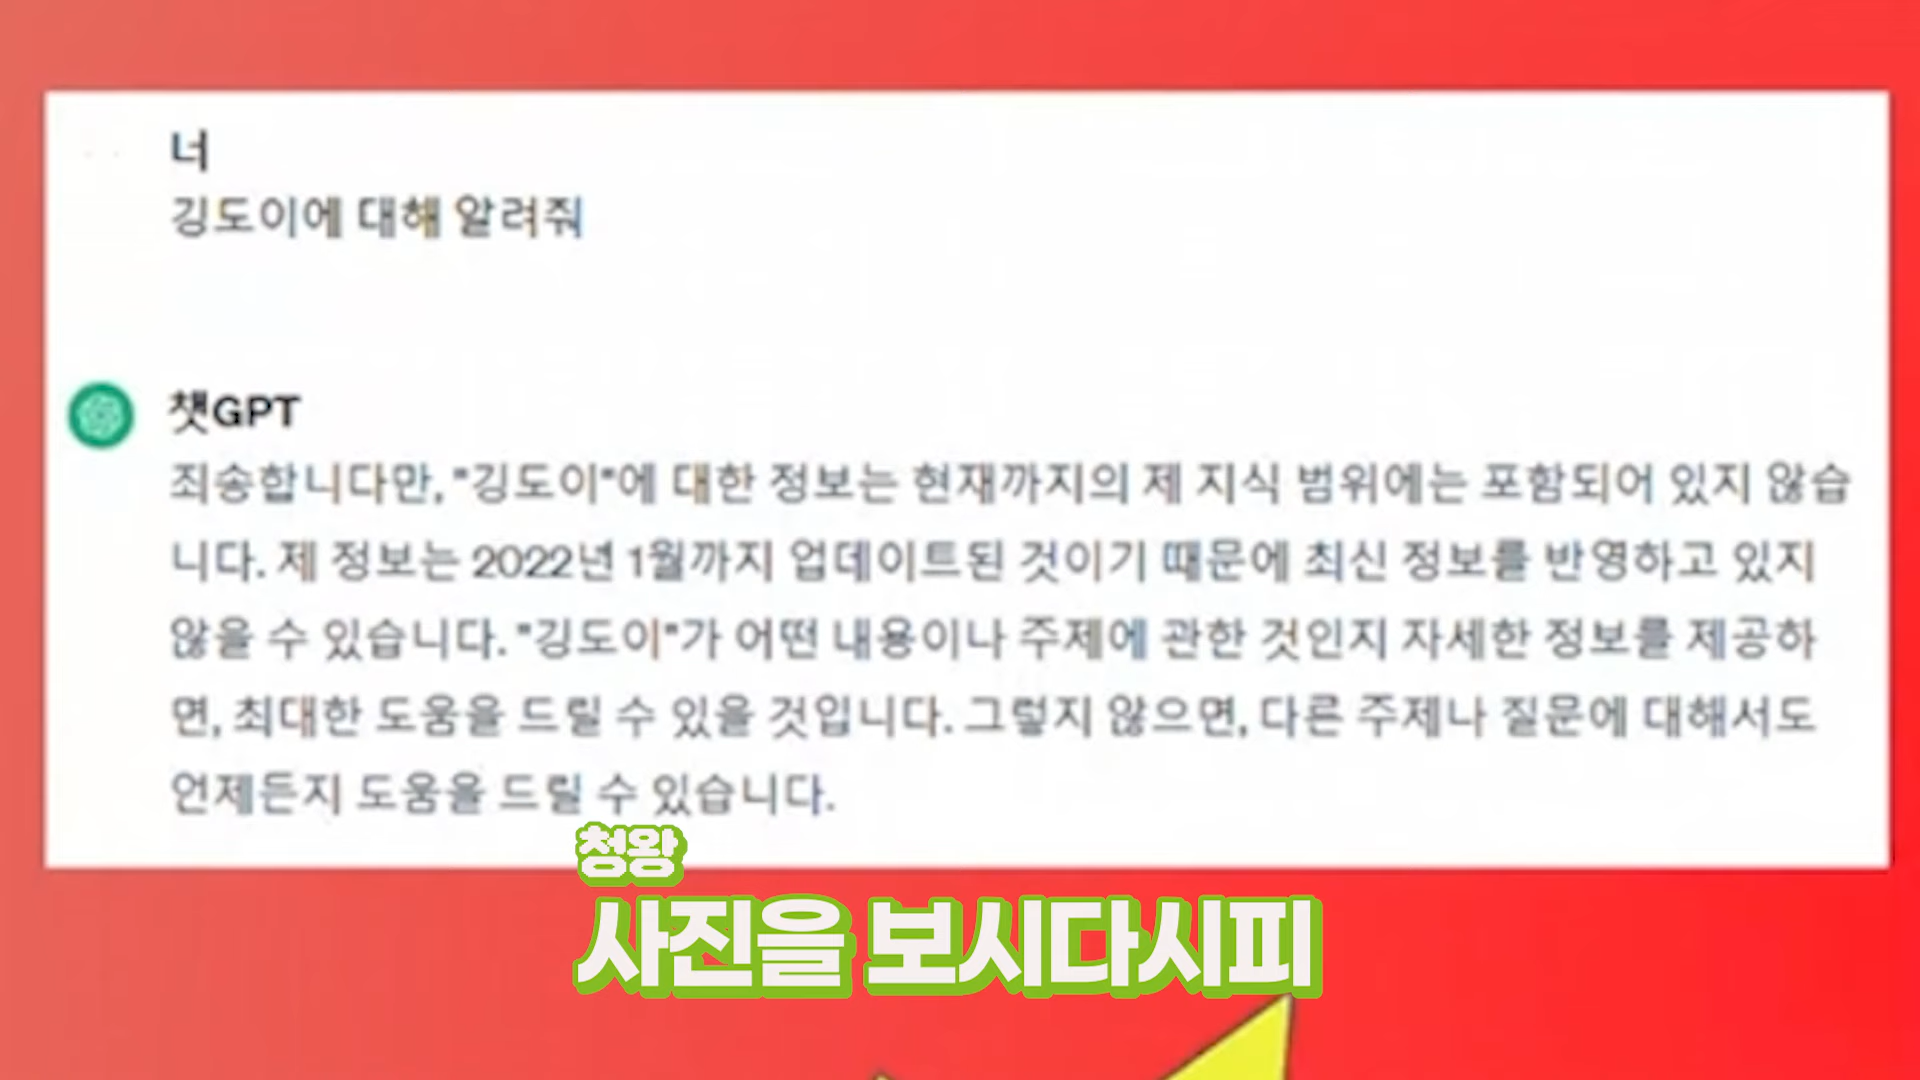 너
깅도이에 대해 알려줘
챗GPT
죄송합니다만, "깅도이"에 대한 정보는 현재까지의 제 지식 범위에는 포함되어 있지 않습
니다. 제 정보는 2022년 1월까지 업데이트된 것이기 때문에 최신 정보를 반영하고 있지
않을 수 있습니다. "깅도이"가 어떤 내용이나 주제에 관한 것인지 자세한 정보를 제공하
면, 최대한 도움을 드릴 수 있을 것입니다. 그렇지 않으면, 다른 주제나 질문에 대해서도
언제든지 도움을 드릴 수 있습니다.
청왕
사진을 보시다시피